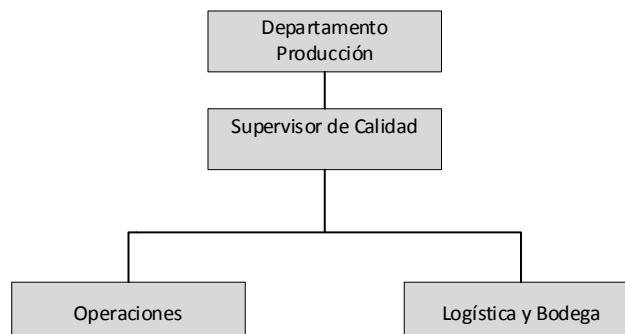 Departamento
Producción
Supervisor de Calidad
Operaciones
Logística y Bodega